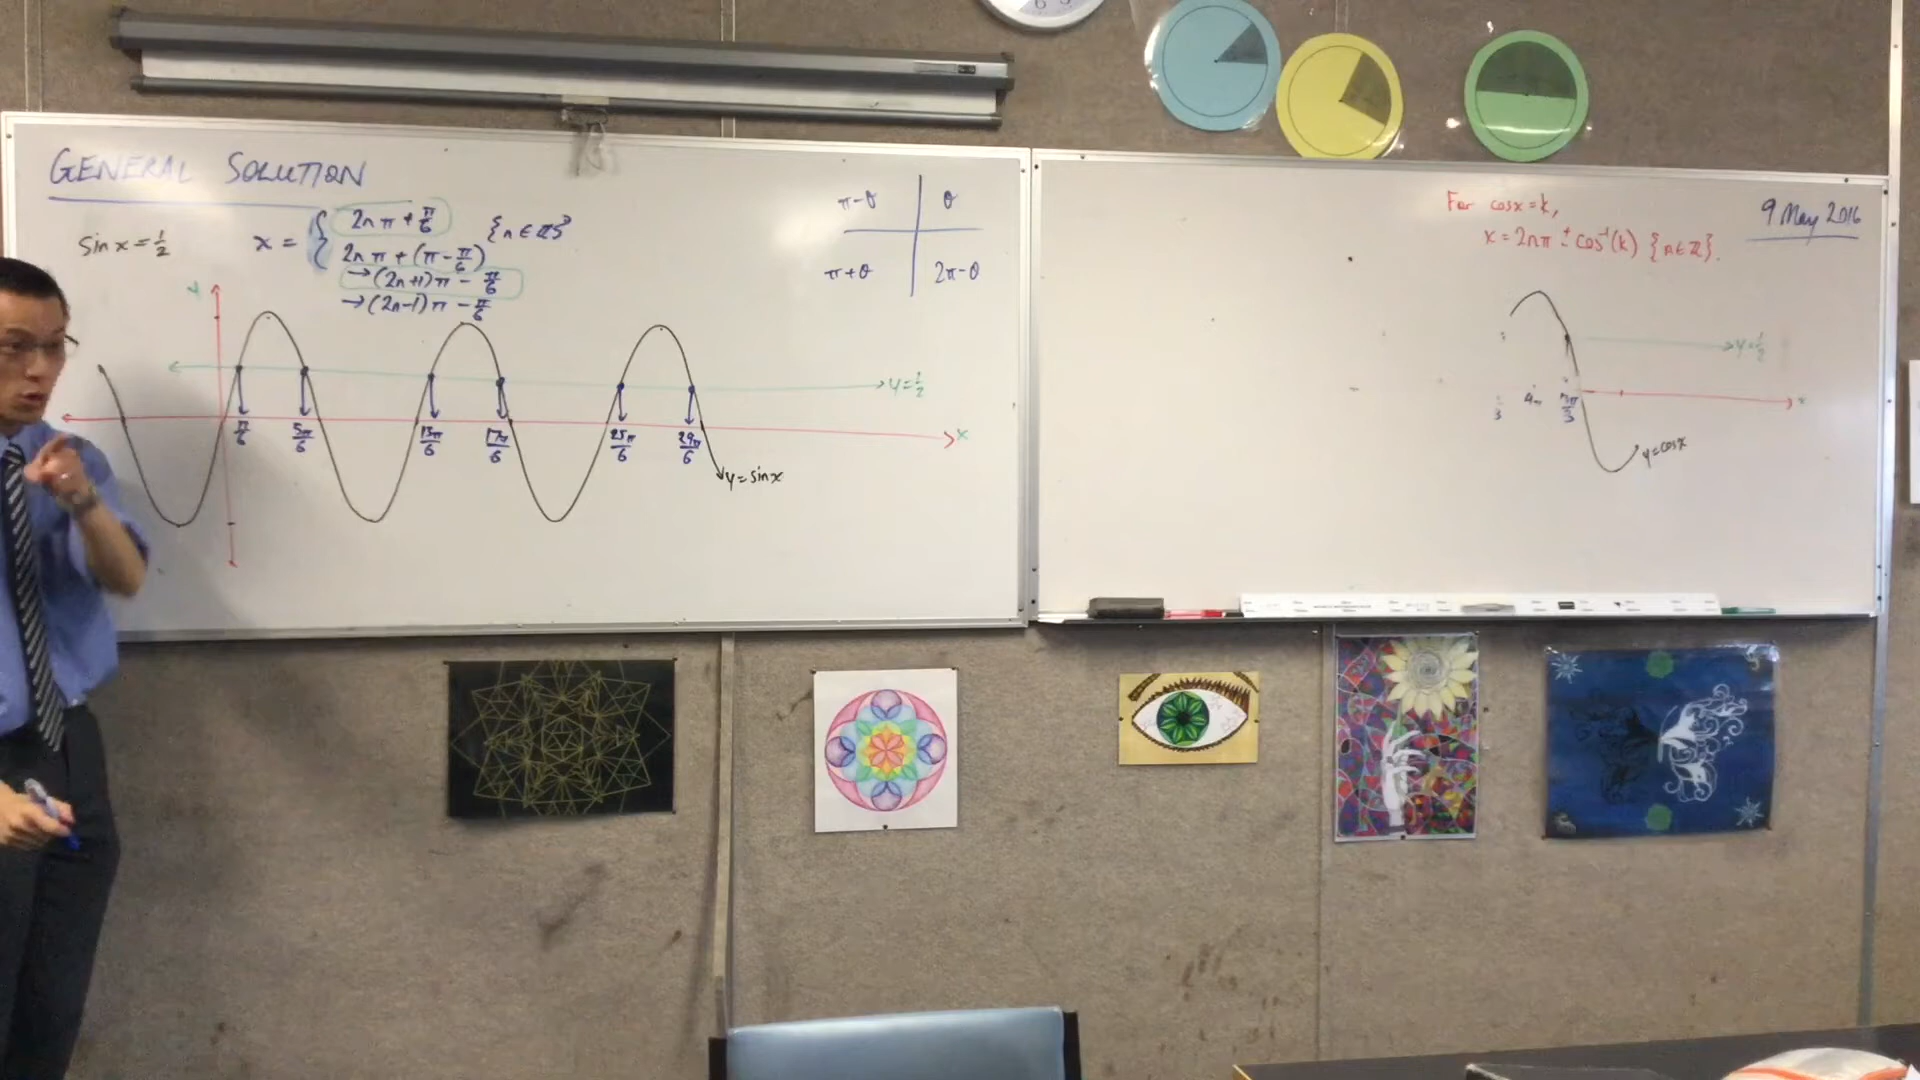 GENERAL SOLUTION
sin x = 1/2
x = { 2nπ + π/6
2nπ + (π - π/6) {n ∈ ℤ}
→ (2n+1)π - π/6
→ (2n-1)π - π/6
π-θ θ
π+θ 2π-θ
y
y = 1/2
π/6 5π/6 13π/6 17π/6 25π/6 29π/6
x
y = sin x
For cos x = k,
x = 2nπ ± cos⁻¹(k) {n ∈ ℤ}.
9 May 2016
y = 1/2
y = cos x